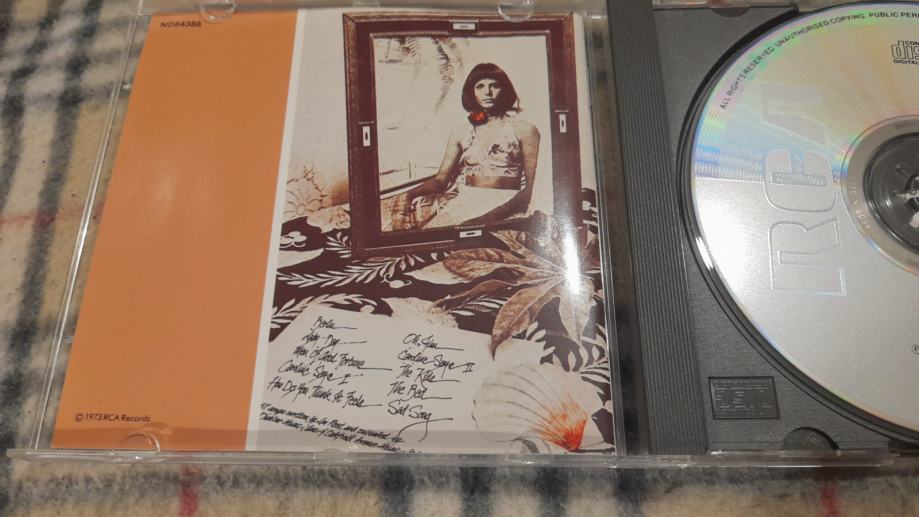 ND84388
© 1973 RCA Records
Berlin
Lady Day
Men Of Good Fortune
Caroline Says I
How Do You Think It Feels
Oh, Jim
Caroline Says II
The Kids
The Bed
Sad Song
ALL RIGHTS RESERVED UNAUTHORISED COPYING, PUBLIC PER
RCA